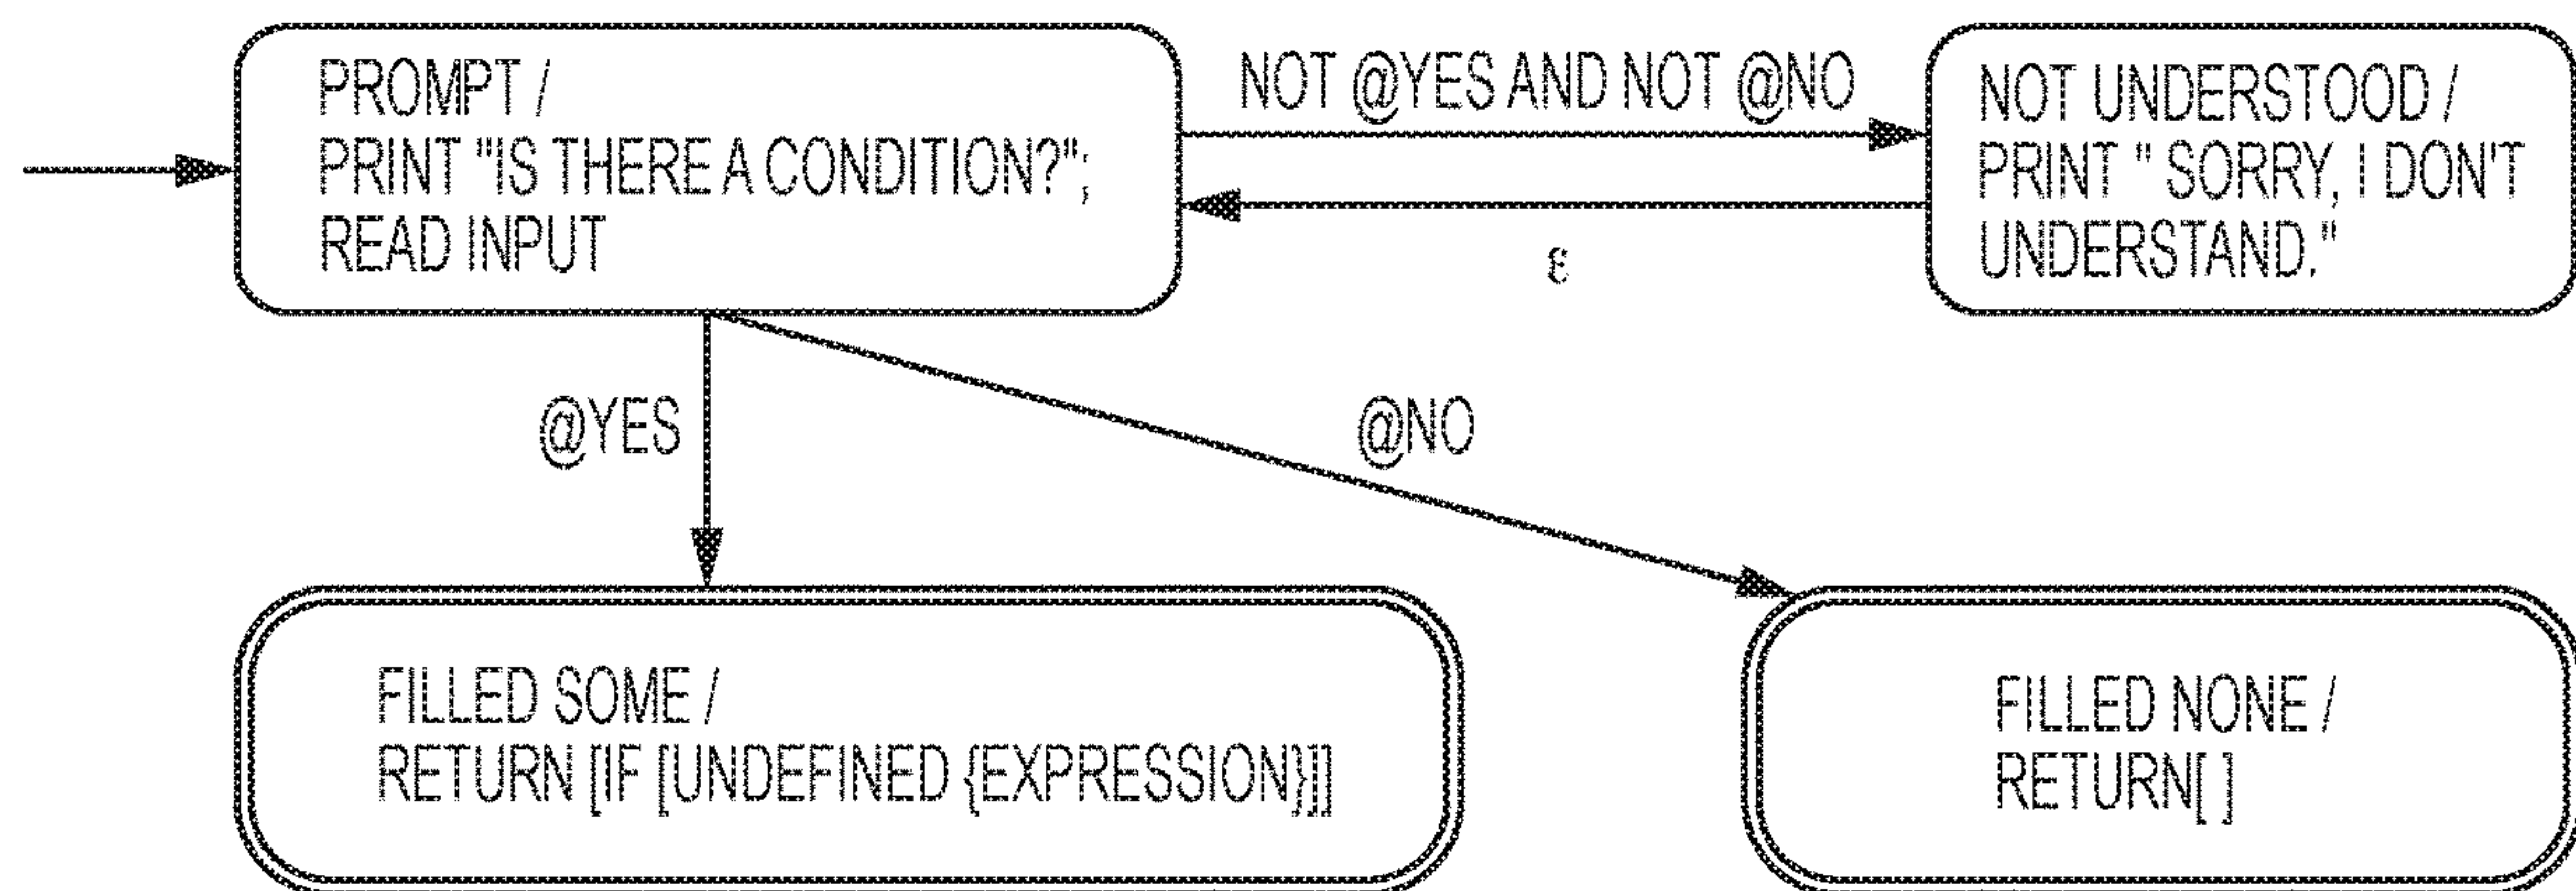 PROMPT /
PRINT "IS THERE A CONDITION?";
READ INPUT
NOT @YES AND NOT @NO
NOT UNDERSTOOD /
PRINT " SORRY, I DON'T
UNDERSTAND."
ε
@YES
@NO
FILLED SOME /
RETURN [IF [UNDEFINED {EXPRESSION}]]
FILLED NONE /
RETURN[ ]